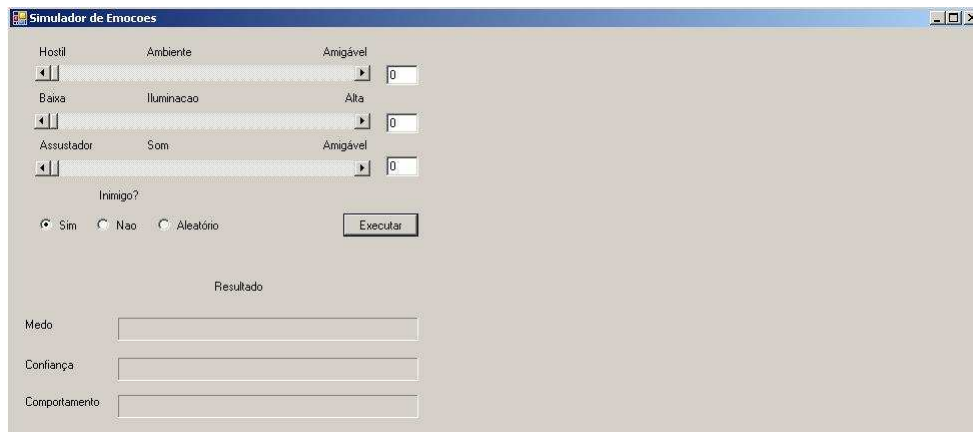 Simulador de Emocoes
Hostil Ambiente Amigável
0
Baixa Iluminacao Alta
0
Assustador Som Amigável
0
Inimigo?
Sim Nao Aleatório Executar
Resultado
Medo
Confiança
Comportamento